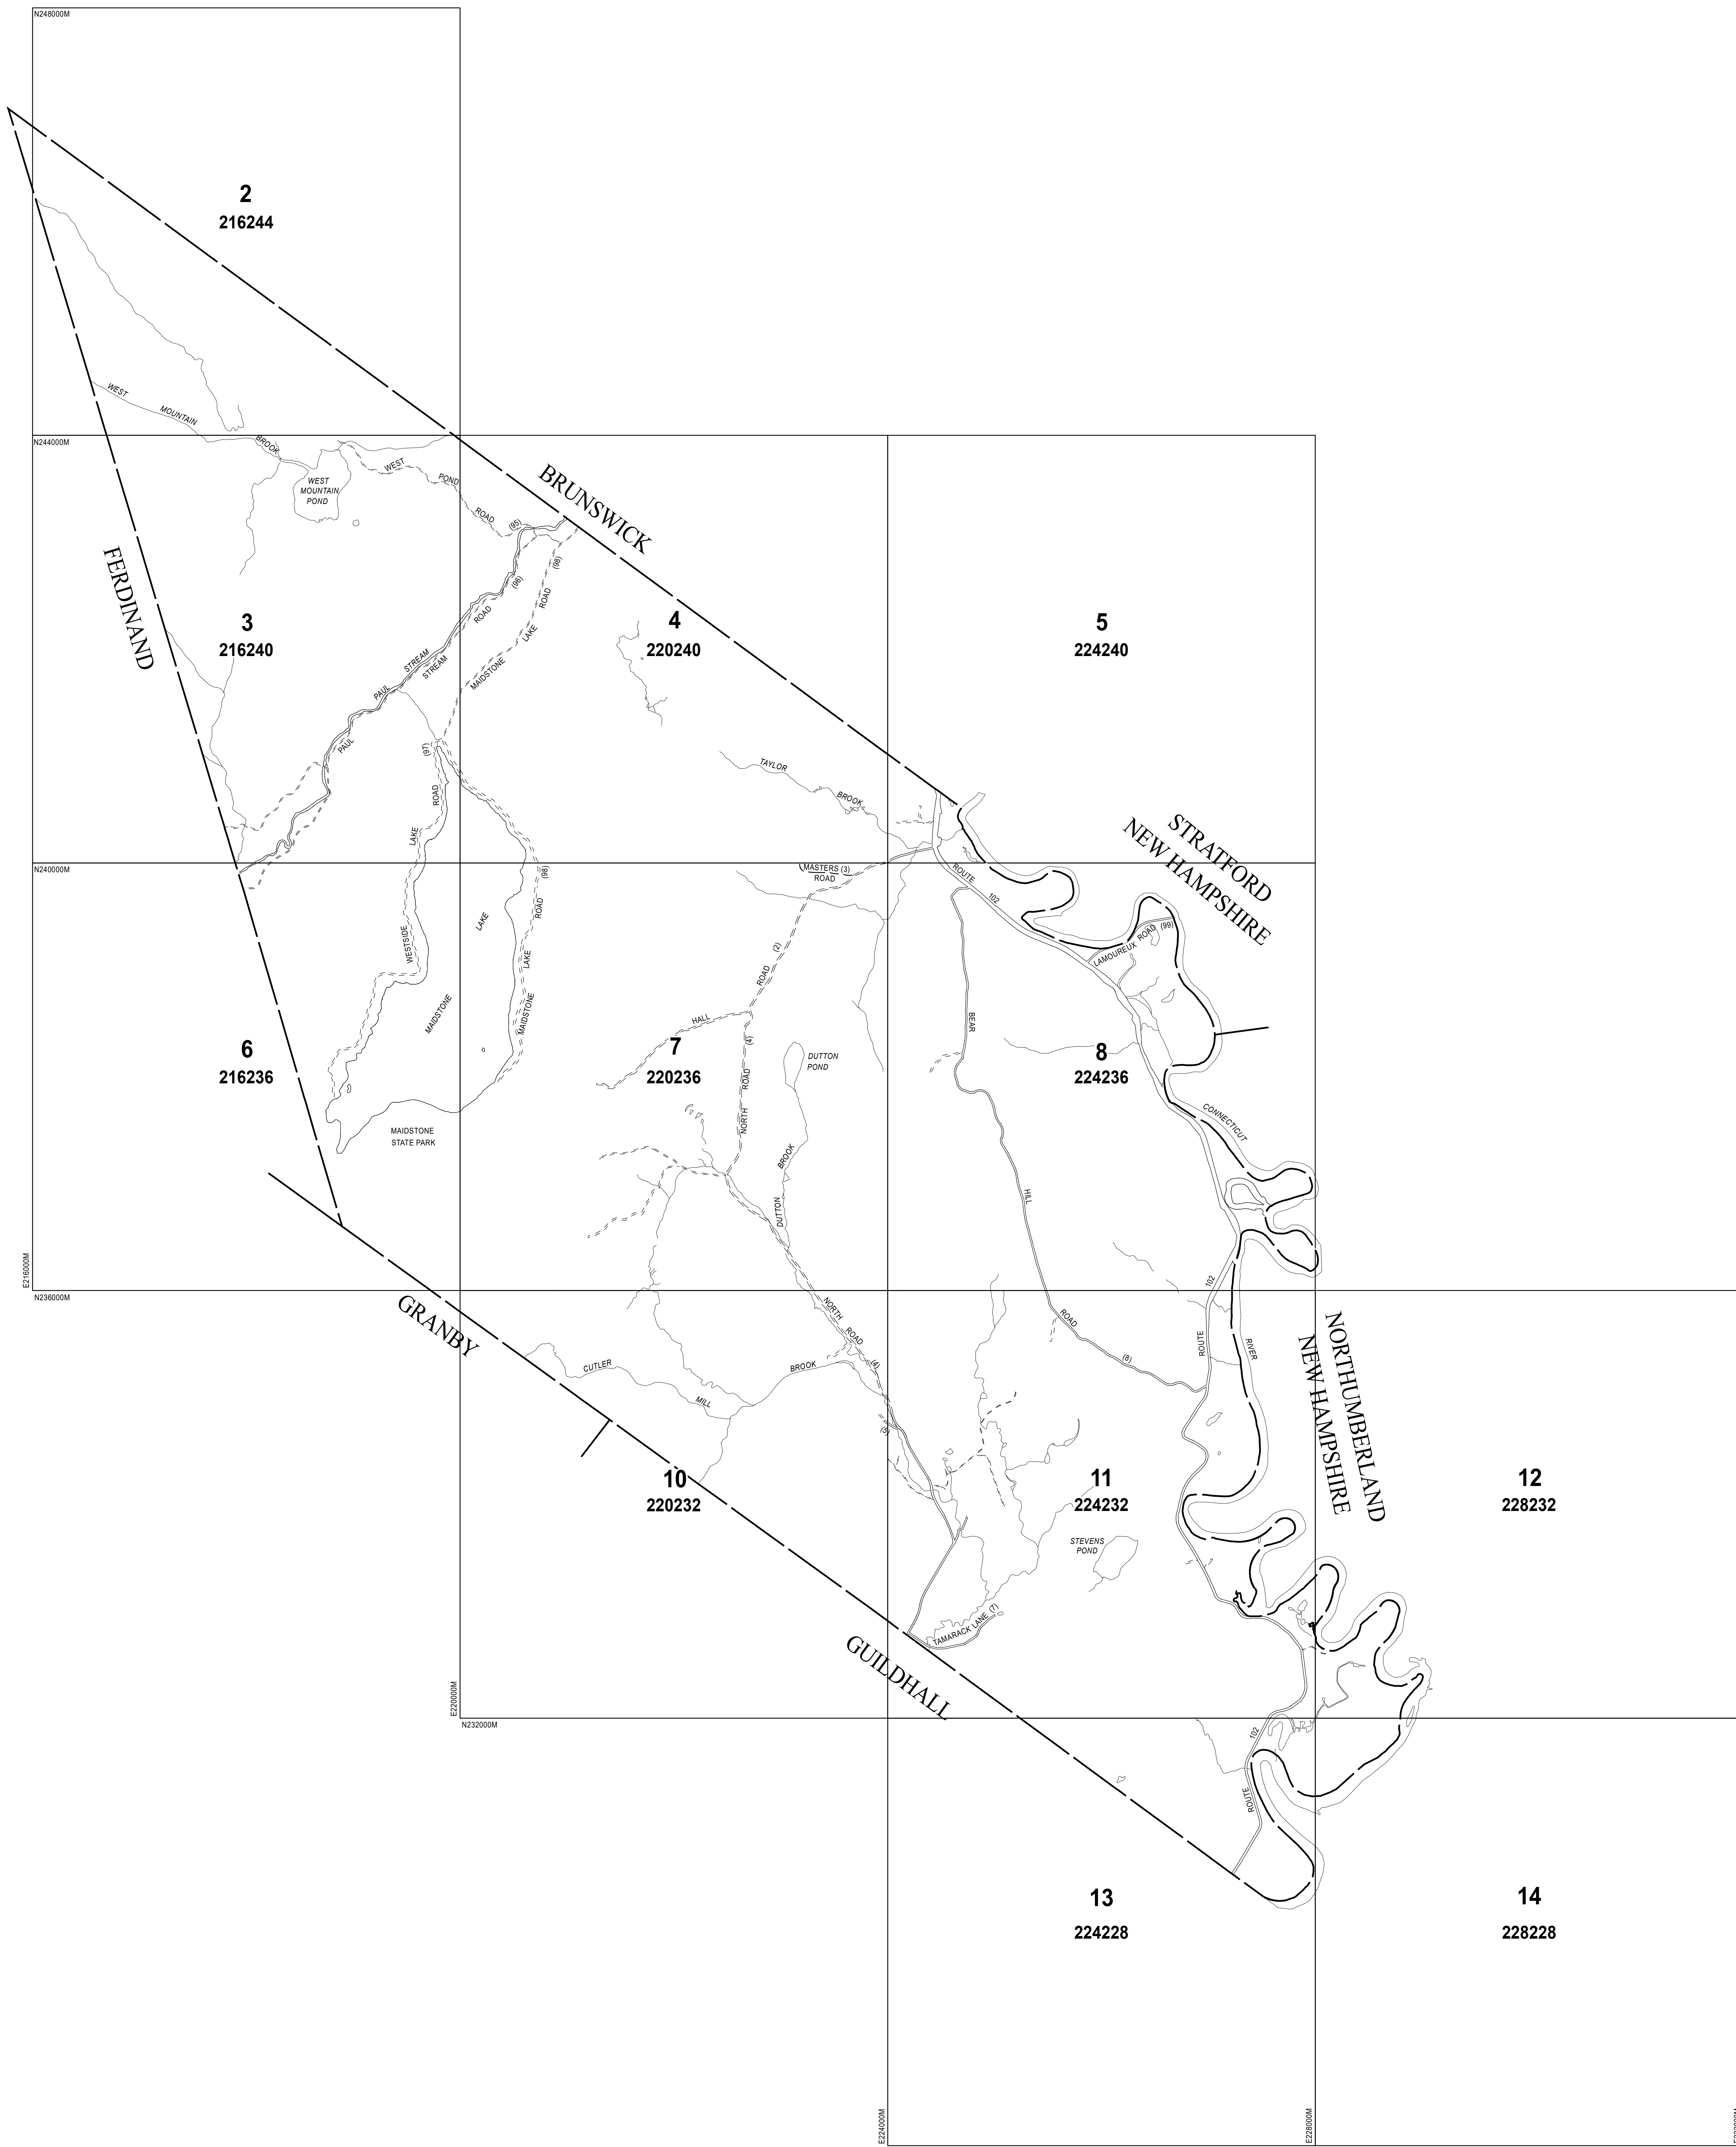 N248000M
2
216244
WEST
MOUNTAIN
BROOK
N244000M
WEST
MOUNTAIN
POND
WEST
POND
ROAD
(95)
BRUNSWICK
FERDINAND
(96)
ROAD
(98)
ROAD
LAKE
MAIDSTONE
STREAM
STREAM
PAUL
PAUL
3
216240
4
220240
5
224240
(97)
ROAD
LAKE
WESTSIDE
TAYLOR
BROOK
STRATFORD
NEW HAMPSHIRE
N240000M
MASTERS (3)
ROAD
ROUTE
102
(98)
ROAD
LAKE
MAIDSTONE
LAKE
MAIDSTONE
LAMOUREUX ROAD (99)
(2)
ROAD
HALL
(4)
ROAD
NORTH
BEAR
HILL
6
216236
7
220236
DUTTON
POND
8
224236
CONNECTICUT
MAIDSTONE
STATE PARK
BROOK
DUTTON
E216000M
N236000M
GRANBY
NORTH
ROAD
(4)
102
ROUTE
RIVER
ROAD
(8)
NORTHUMBERLAND
NEW HAMPSHIRE
CUTLER
MILL
BROOK
(5)
10
220232
11
224232
12
228232
STEVENS
POND
TAMARACK LANE (7)
GUILDHALL
E220000M
N232000M
102
ROUTE
13
224228
14
228228
E224000M
E228000M